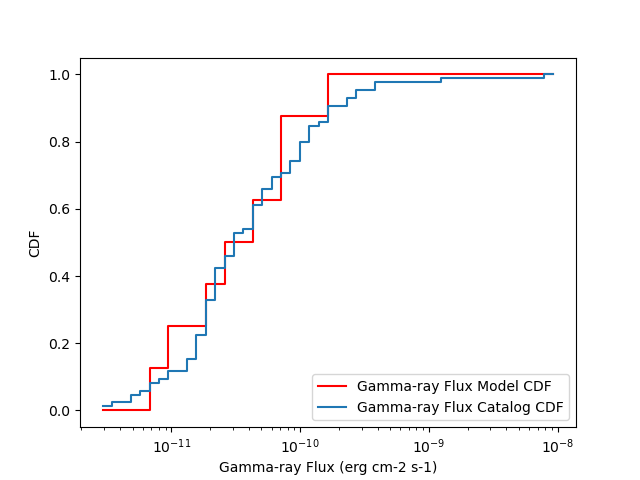 1.0
0.8
0.6
0.4
0.2
0.0
CDF
10⁻¹¹ 10⁻¹⁰ 10⁻⁹ 10⁻⁸
Gamma-ray Flux (erg cm-2 s-1)
Gamma-ray Flux Model CDF
Gamma-ray Flux Catalog CDF